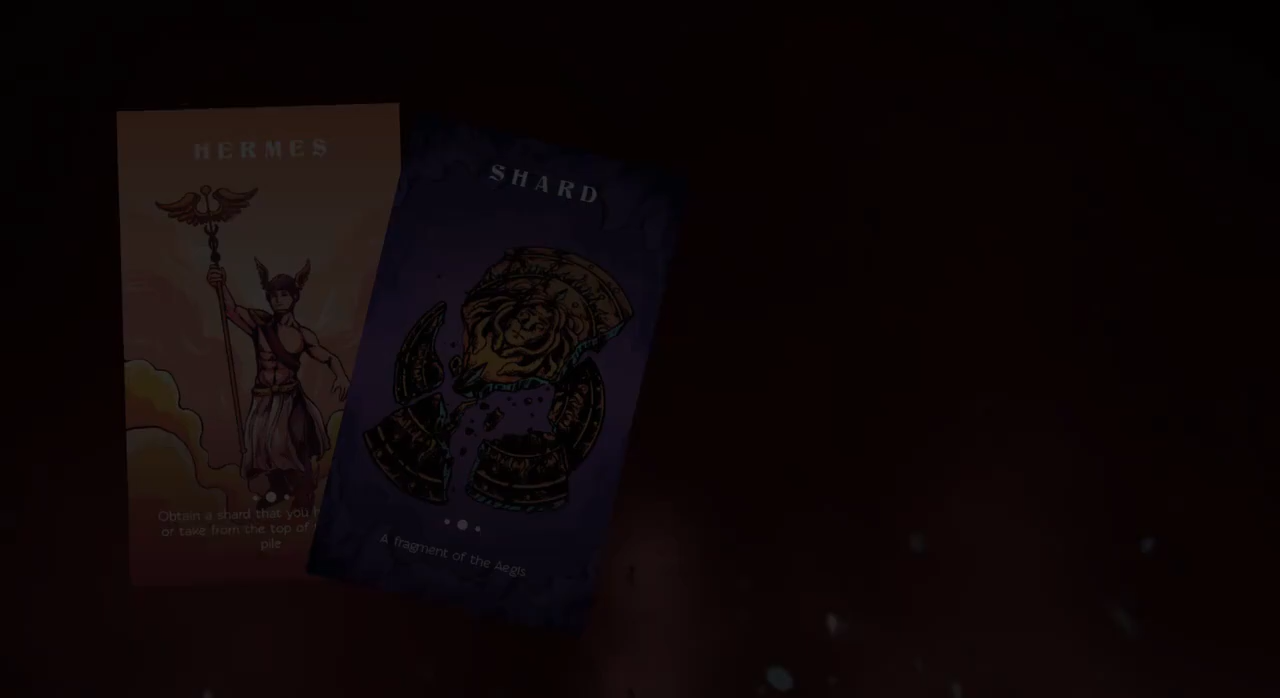 HERMES
Obtain a shard that you
or take from the top of
pile
SHARD
A fragment of the Aegis